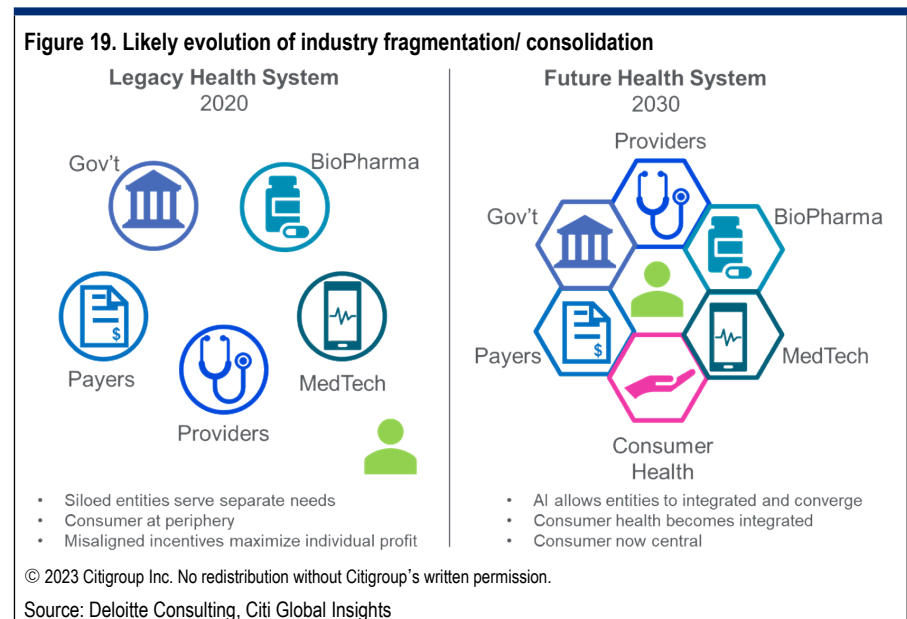 Figure 19. Likely evolution of industry fragmentation/ consolidation
Legacy Health System
2020
Gov't
BioPharma
$
Payers
MedTech
Providers
• Siloed entities serve separate needs
• Consumer at periphery
• Misaligned incentives maximize individual profit
Future Health System
2030
Providers
Gov't
BioPharma
$
Payers
MedTech
Consumer
Health
• AI allows entities to integrated and converge
• Consumer health becomes integrated
• Consumer now central
© 2023 Citigroup Inc. No redistribution without Citigroup's written permission.
Source: Deloitte Consulting, Citi Global Insights